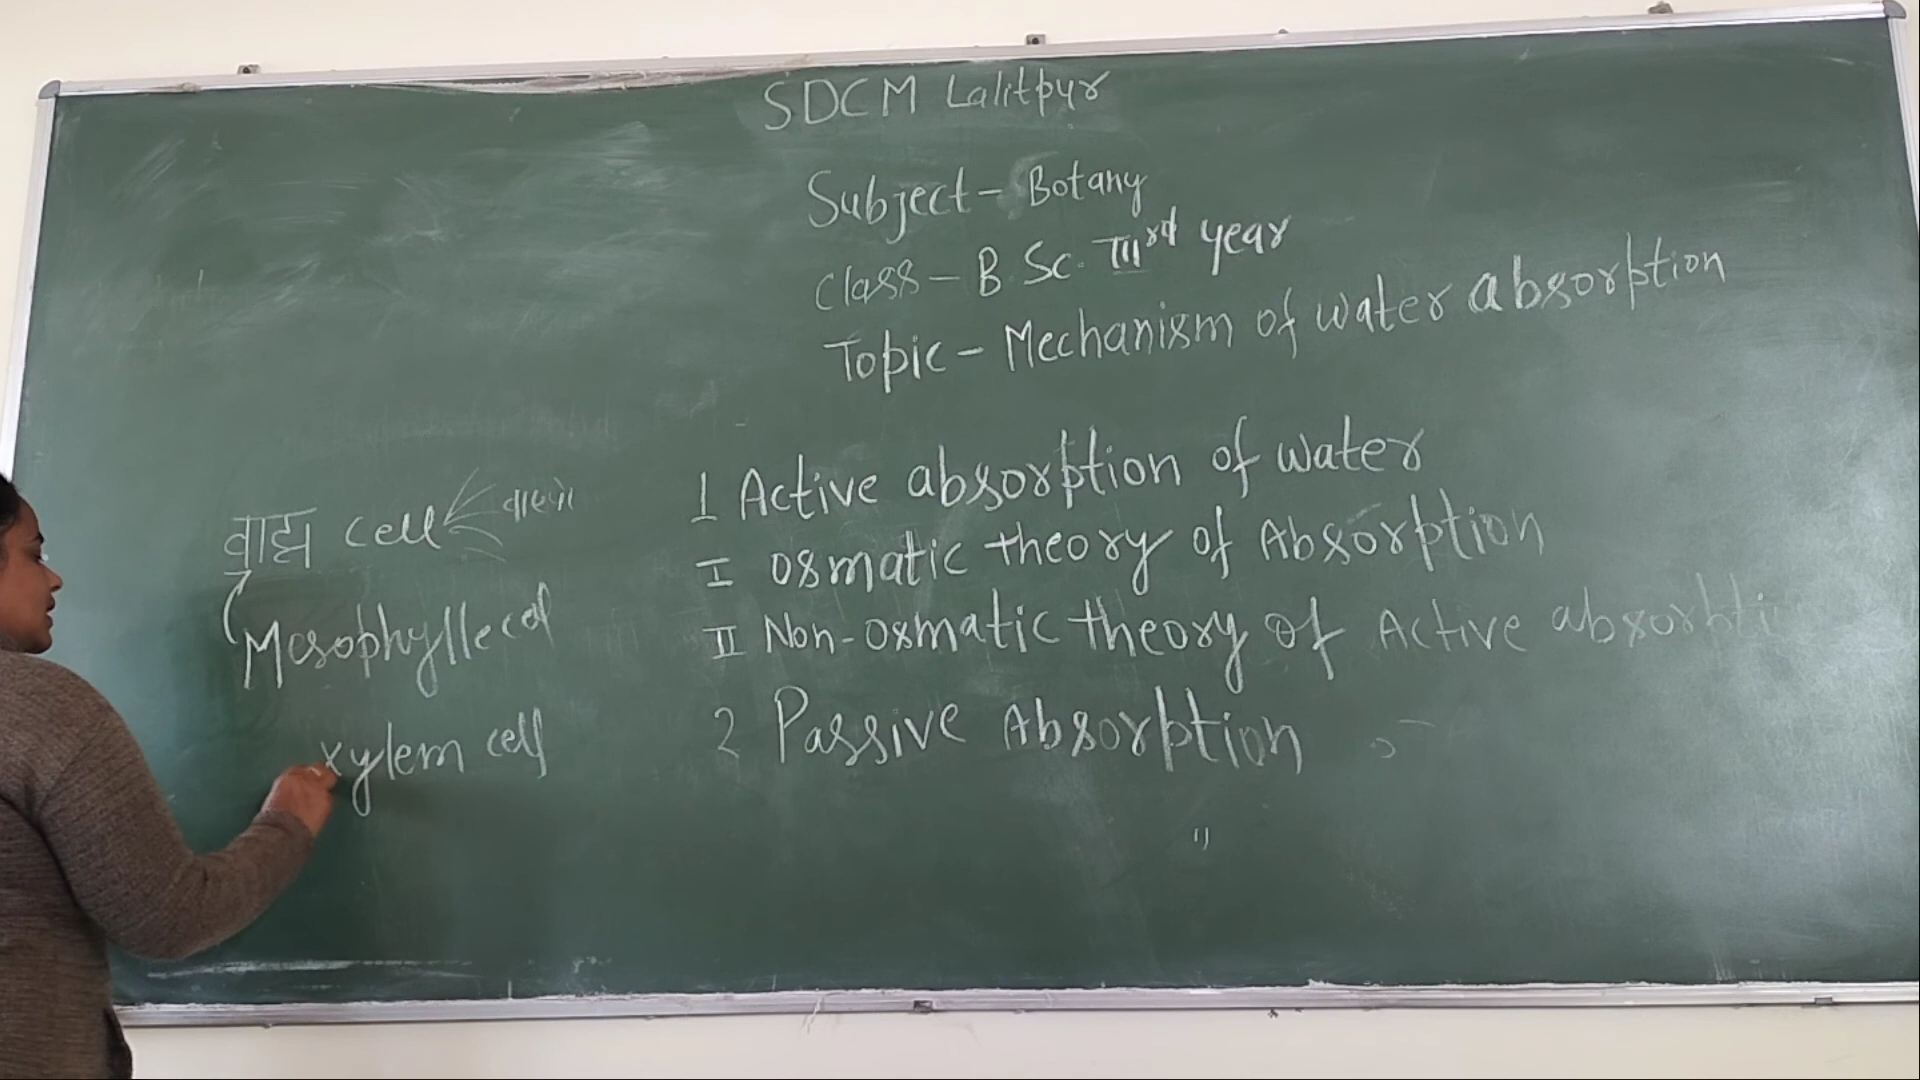 SDCM Lalitpur
Subject - Botany
Class - B.Sc. IIIrd year
Topic - Mechanism of water absorption
1 Active absorption of water
I Osmatic theory of Absorption
II Non-osmatic theory of Active absorbti
2 Passive Absorption
वाह्य cell
Mesophylle cell
xylem cell